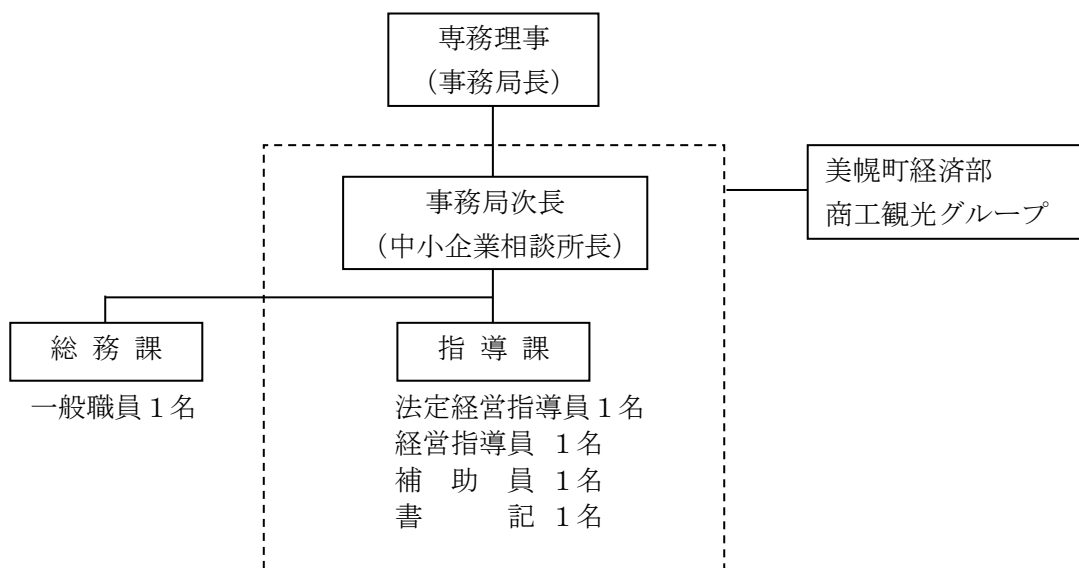 専務理事
（事務局長）
事務局次長
（中小企業相談所長）
美幌町経済部
商工観光グループ
総 務 課
指 導 課
一般職員１名
法定経営指導員１名
経営指導員 １名
補 助 員 １名
書 記 １名